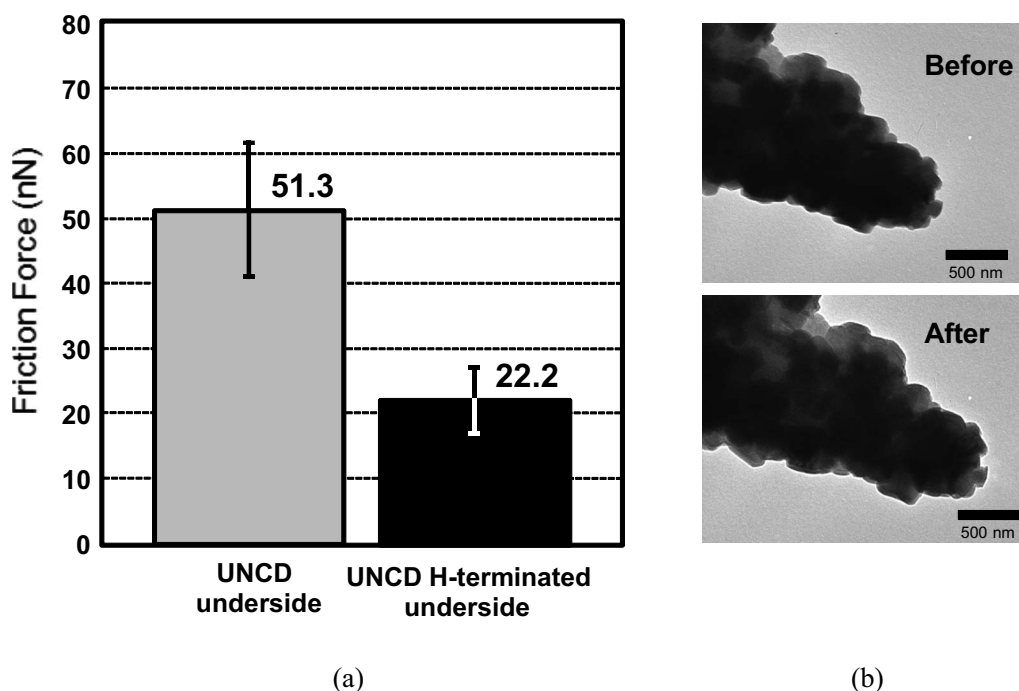 Friction Force (nN)
80
70
60
50
40
30
20
10
0
51.3
22.2
UNCD
underside
UNCD H-terminated
underside
(a)
Before
500 nm
After
500 nm
(b)